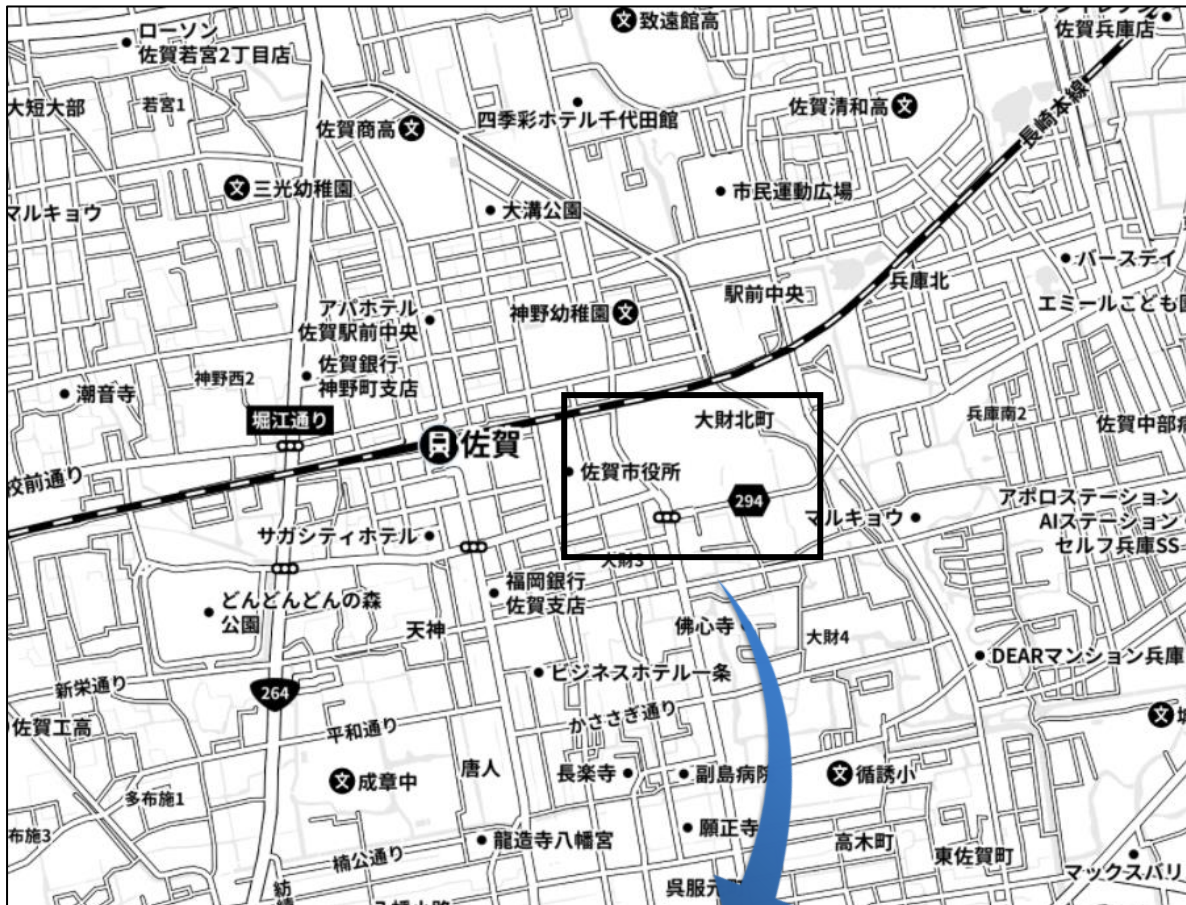 致遠館高
佐賀兵庫店
ローソン
佐賀若宮2丁目店
大短大部
若宮1
佐賀商高
四季彩ホテル千代田館
佐賀清和高
長崎本線
三光幼稚園
市民運動広場
マルキョウ
大溝公園
バースデイ
兵庫北
駅前中央
エミールこども園
アパホテル
佐賀駅前中央
神野幼稚園
佐賀銀行
神野町支店
神野西2
潮音寺
堀江通り
大財北町
兵庫南2
佐賀中部病
佐賀
佐賀市役所
校前通り
294
アポロステーション
AIステーション
セルフ兵庫SS
マルキョウ
サガシティホテル
大財3
福岡銀行
佐賀支店
どんどんどんの森
公園
天神
佛心寺
大財4
DEARマンション兵庫
ビジネスホテル一条
新栄通り
264
佐賀工高
かささぎ通り
平和通り
唐人
長楽寺
副島病院
循誘小
成章中
多布施1
布施3
龍造寺八幡宮
願正寺
高木町
東佐賀町
楠公通り
マックスバリ
呉服元町